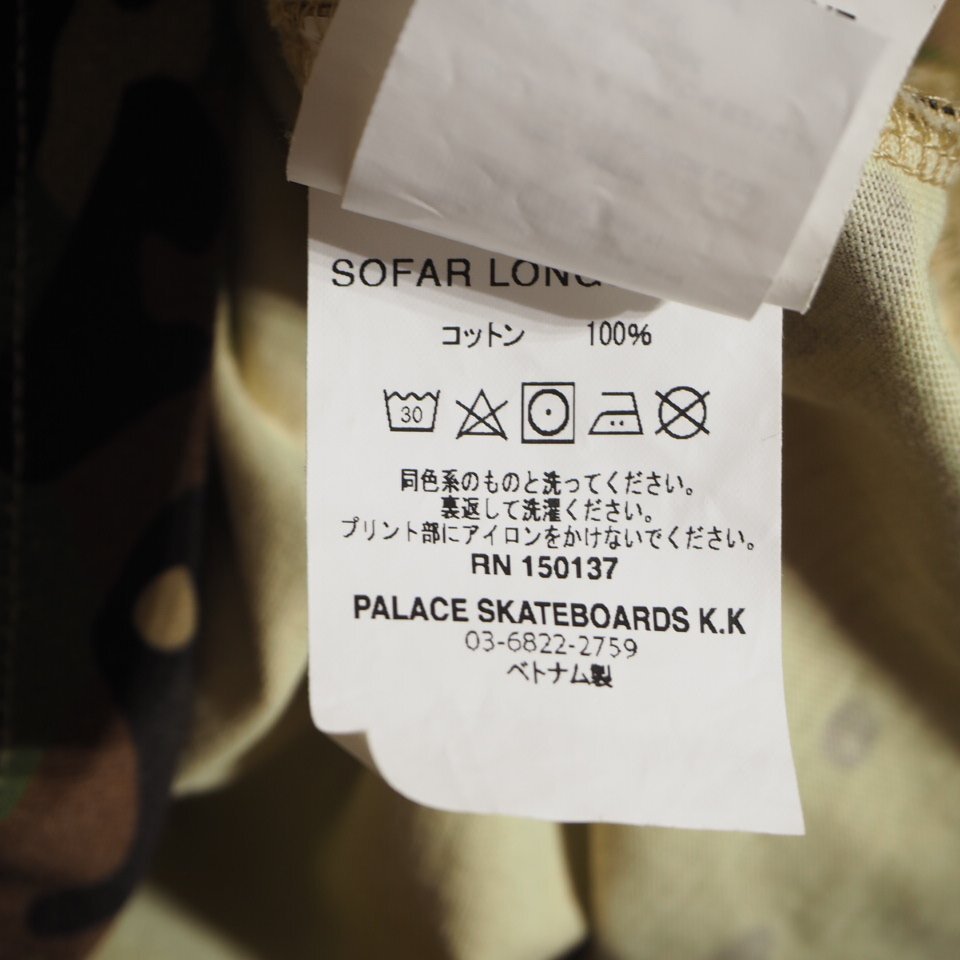 SOFAR LONG
コットン 100%
30
同色系のものと洗ってください。
裏返して洗濯ください。
プリント部にアイロンをかけないでください。
RN 150137
PALACE SKATEBOARDS K.K
03-6822-2759
ベトナム製